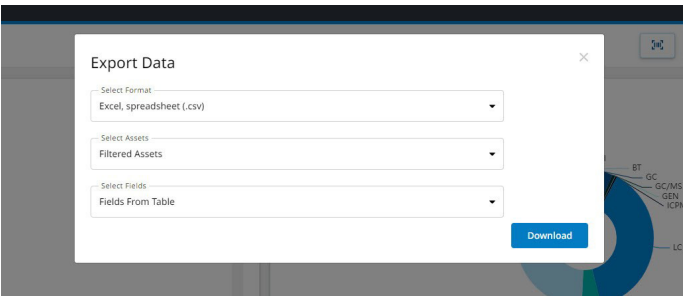 Export Data
Select Format
Excel, spreadsheet (.csv)
Select Assets
Filtered Assets
Select Fields
Fields From Table
Download
BT
GC
GC/MS
GEN
LC